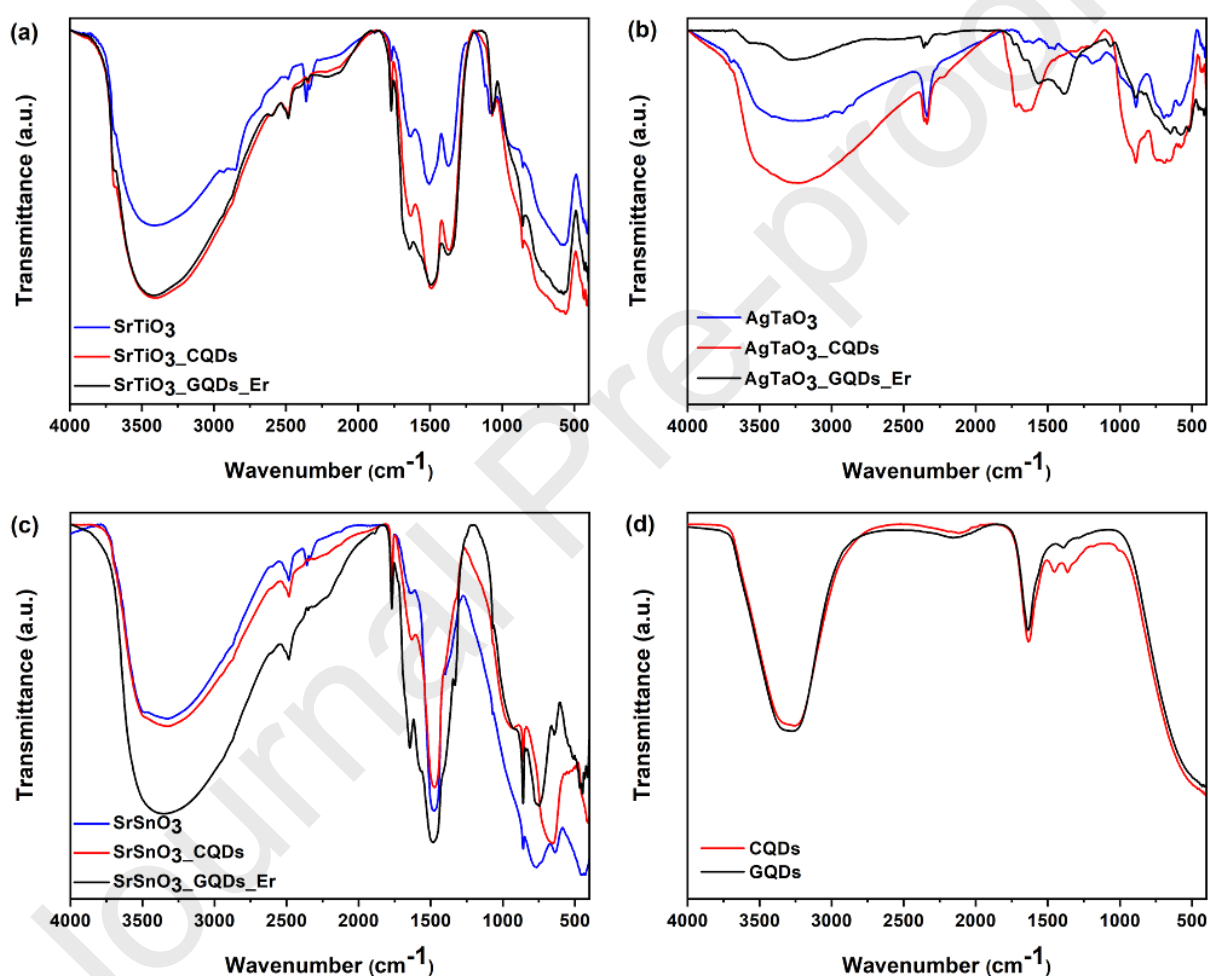 (a)
Transmittance (a.u.)
SrTiO3
SrTiO3_CQDs
SrTiO3_GQDs_Er
4000 3500 3000 2500 2000 1500 1000 500
Wavenumber (cm-1)
(b)
Transmittance (a.u.)
AgTaO3
AgTaO3_CQDs
AgTaO3_GQDs_Er
4000 3500 3000 2500 2000 1500 1000 500
Wavenumber (cm-1)
(c)
Transmittance (a.u.)
SrSnO3
SrSnO3_CQDs
SrSnO3_GQDs_Er
4000 3500 3000 2500 2000 1500 1000 500
Wavenumber (cm-1)
(d)
Transmittance (a.u.)
CQDs
GQDs
4000 3500 3000 2500 2000 1500 1000 500
Wavenumber (cm-1)
Journal Pre-proo